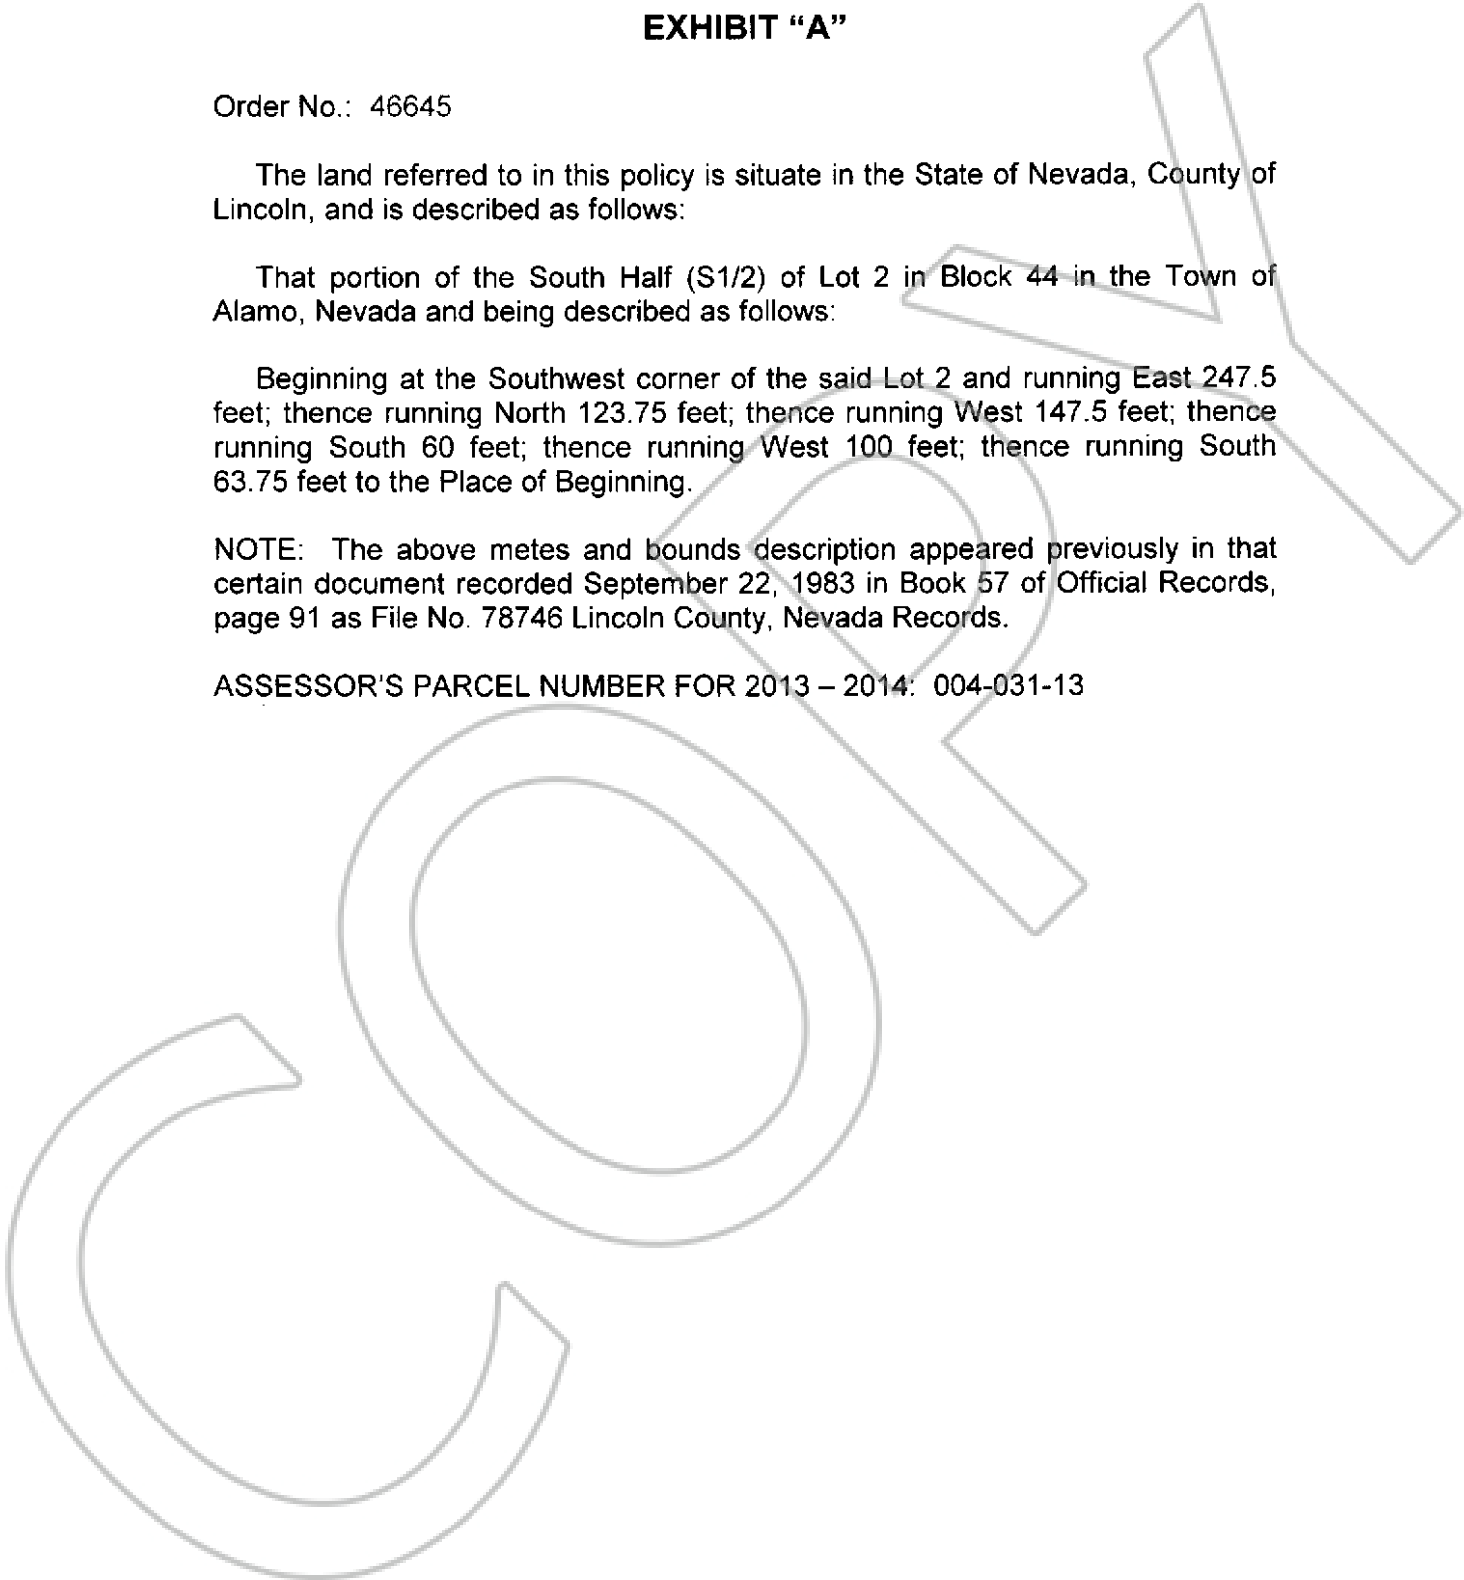 EXHIBIT “A”
Order No.: 46645
The land referred to in this policy is situate in the State of Nevada, County of
Lincoln, and is described as follows:
That portion of the South Half (S1/2) of Lot 2 in Block 44 in the Town of
Alamo, Nevada and being described as follows:
Beginning at the Southwest corner of the said Lot 2 and running East 247.5
feet; thence running North 123.75 feet; thence running West 147.5 feet; thence
running South 60 feet; thence running West 100 feet; thence running South
63.75 feet to the Place of Beginning.
NOTE: The above metes and bounds description appeared previously in that
certain document recorded September 22, 1983 in Book 57 of Official Records,
page 91 as File No. 78746 Lincoln County, Nevada Records.
ASSESSOR'S PARCEL NUMBER FOR 2013 – 2014: 004-031-13
COPY